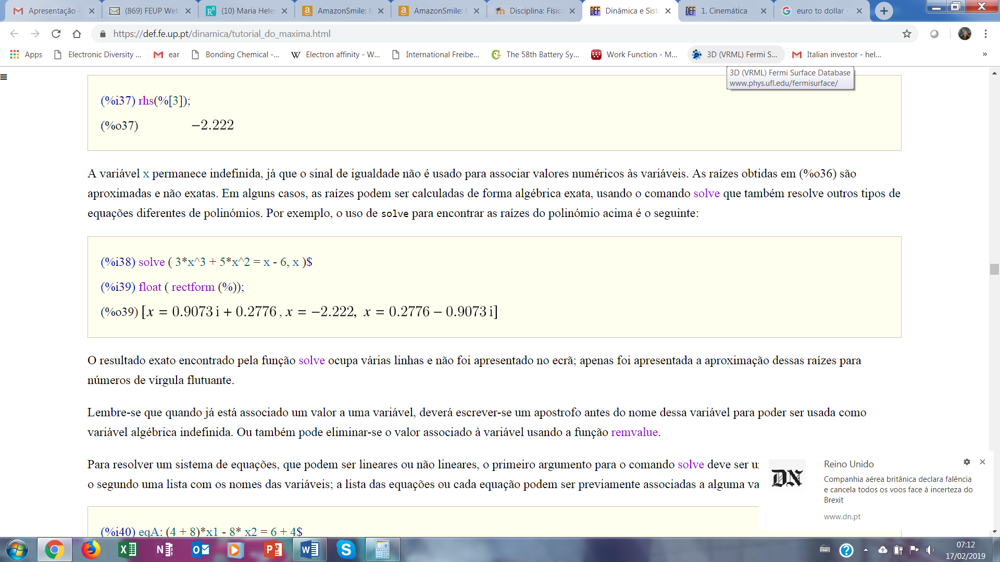 Apresentação -
(869) FEUP Web
(10) Maria Hele
AmazonSmile: B
AmazonSmile: B
Disciplina: Física
Dinâmica e Sist
1. Cinemática
euro to dollar -
https://def.fe.up.pt/dinamica/tutorial_do_maxima.html
Apps
Electronic Diversity ...
ear
Bonding Chemical -...
Electron affinity - W...
International Freibe...
The 58th Battery Sy...
Work Function - M...
3D (VRML) Fermi S...
Italian investor - hel...
»
3D (VRML) Fermi Surface Database
www.phys.ufl.edu/fermisurface/
(%i37) rhs(%[3]);
(%o37) −2.222
A variável x permanece indefinida, já que o sinal de igualdade não é usado para associar valores numéricos às variáveis. As raízes obtidas em (%o36) são
aproximadas e não exatas. Em alguns casos, as raízes podem ser calculadas de forma algébrica exata, usando o comando solve que também resolve outros tipos de
equações diferentes de polinómios. Por exemplo, o uso de solve para encontrar as raízes do polinómio acima é o seguinte:
(%i38) solve ( 3*x^3 + 5*x^2 = x - 6, x )$
(%i39) float ( rectform (%));
(%o39) [x = 0.9073 i + 0.2776 , x = −2.222, x = 0.2776 − 0.9073 i]
O resultado exato encontrado pela função solve ocupa várias linhas e não foi apresentado no ecrã; apenas foi apresentada a aproximação dessas raízes para
números de vírgula flutuante.
Lembre-se que quando já está associado um valor a uma variável, deverá escrever-se um apostrofo antes do nome dessa variável para poder ser usada como
variável algébrica indefinida. Ou também pode eliminar-se o valor associado à variável usando a função remvalue.
Para resolver um sistema de equações, que podem ser lineares ou não lineares, o primeiro argumento para o comando solve deve ser u
o segundo uma lista com os nomes das variáveis; a lista das equações ou cada equação podem ser previamente associadas a alguma va
(%i40) eqA: (4 + 8)*x1 - 8* x2 = 6 + 4$
DN
Reino Unido
Companhia aérea britânica declara falência
e cancela todos os voos face à incerteza do
Brexit
www.dn.pt
07:12
17/02/2019